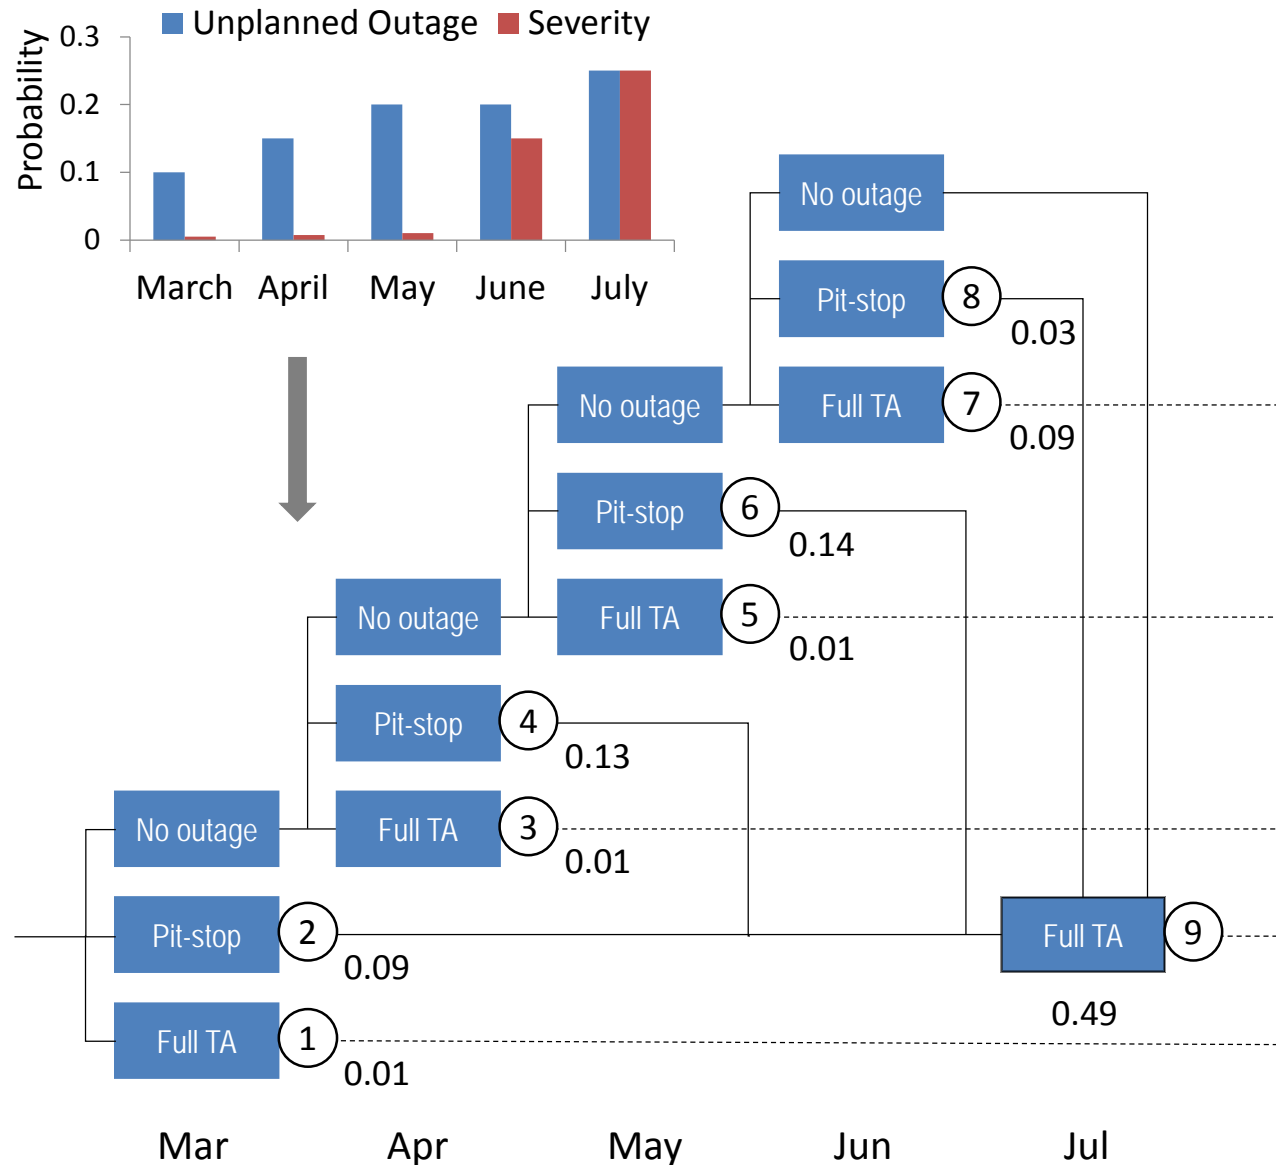 Unplanned Outage Severity
Probability
0.3
0.2
0.1
0
March April May June July
No outage
Pit-stop 8
0.03
No outage Full TA 7
0.09
Pit-stop 6
0.14
No outage Full TA 5
0.01
Pit-stop 4
0.13
No outage Full TA 3
0.01
Pit-stop 2 Full TA 9
0.09
0.49
Full TA 1
0.01
Mar Apr May Jun Jul